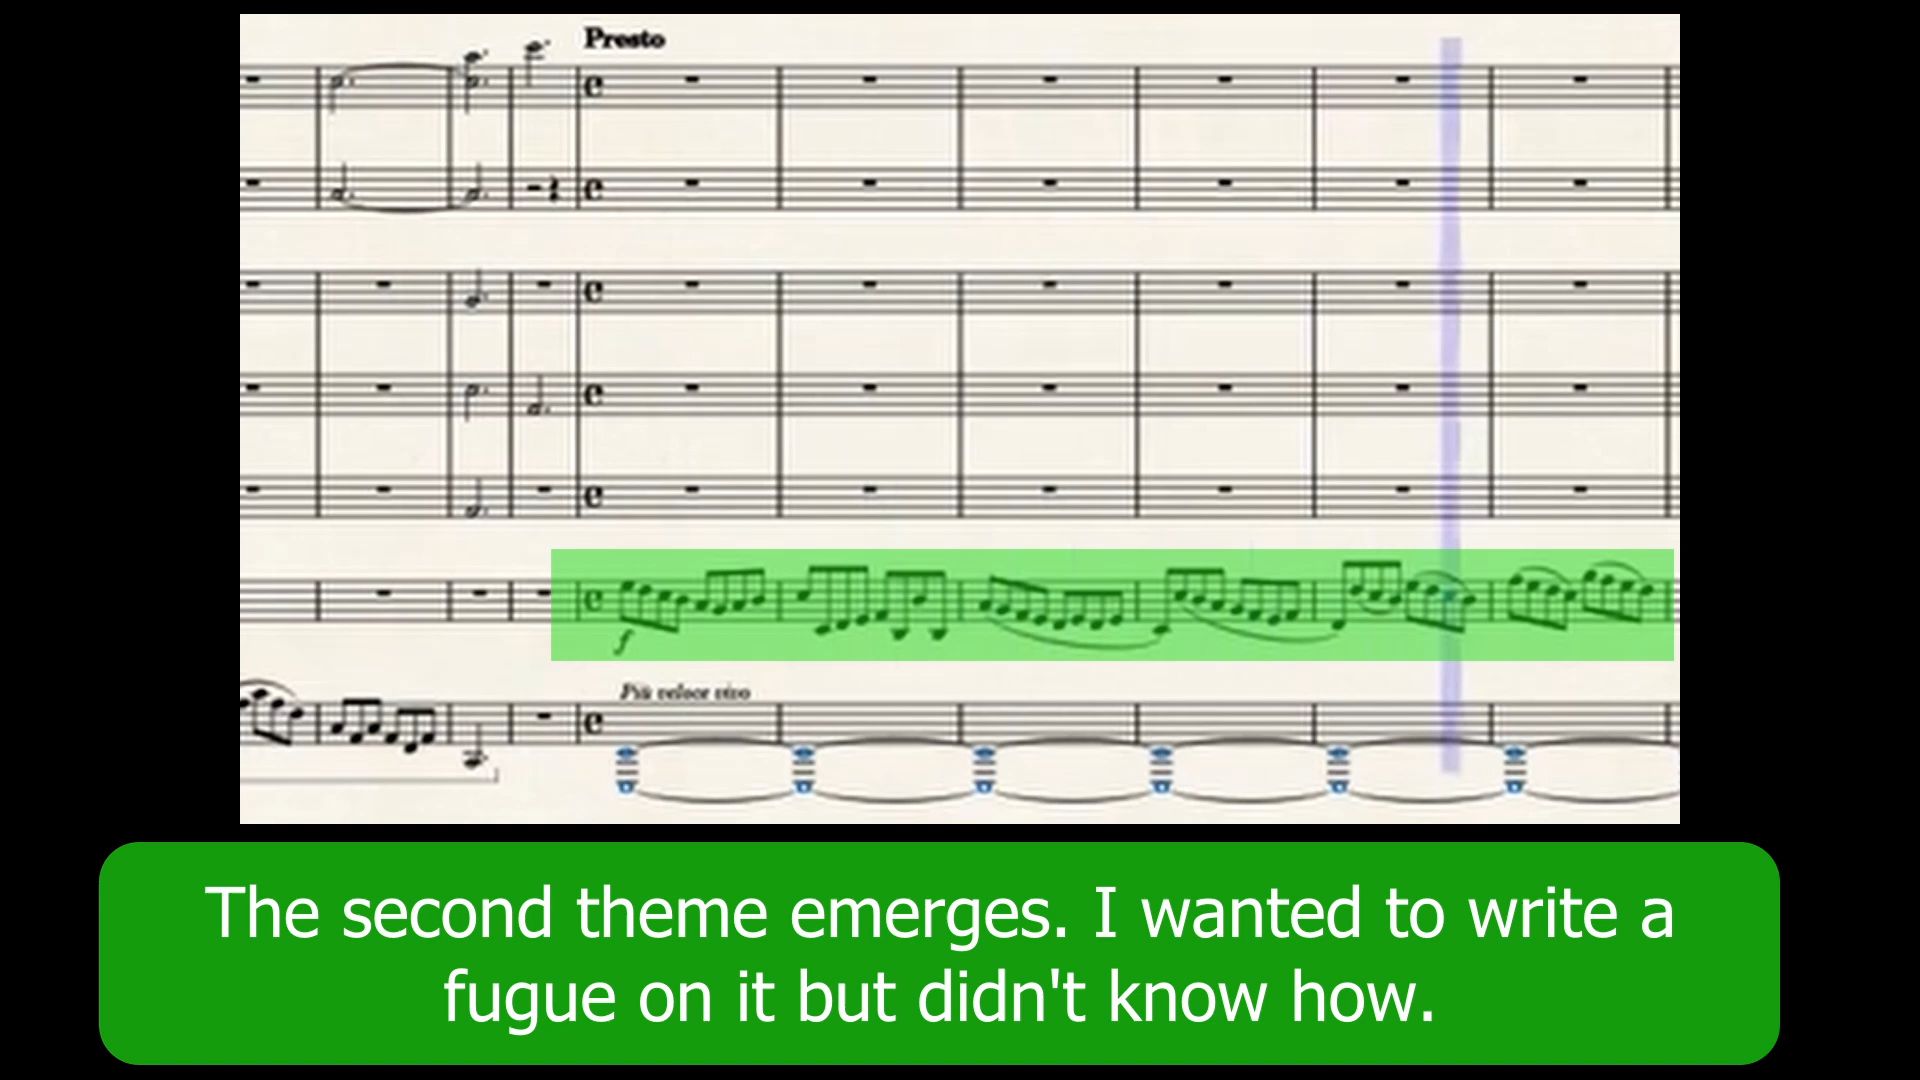 Presto
f
Più veloce vivo
The second theme emerges. I wanted to write a
fugue on it but didn't know how.